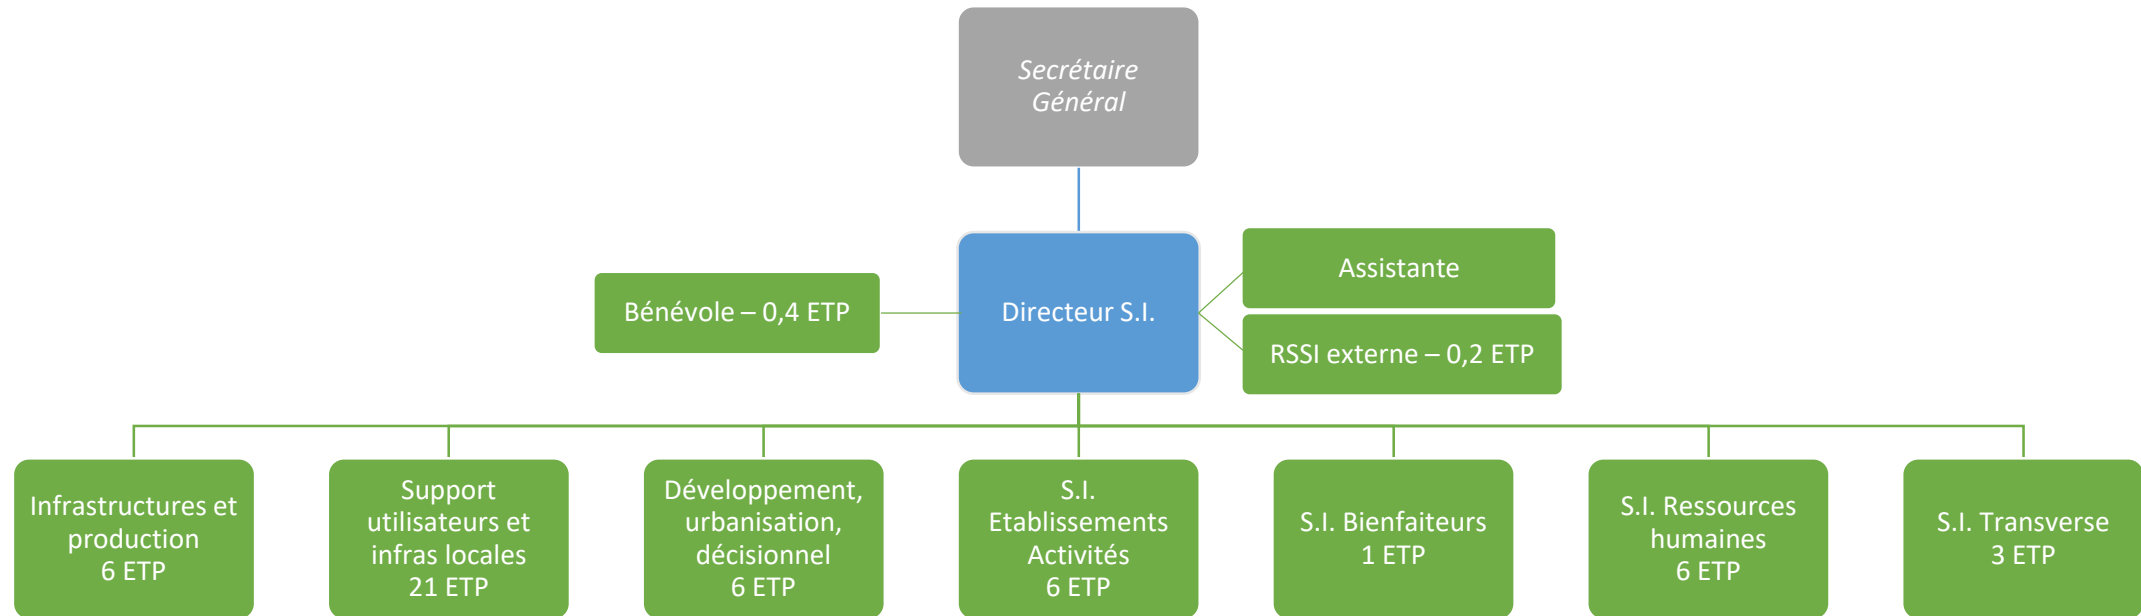 Secrétaire
Général
Bénévole – 0,4 ETP
Directeur S.I.
Assistante
RSSI externe – 0,2 ETP
Infrastructures et
production
6 ETP
Support
utilisateurs et
infras locales
21 ETP
Développement,
urbanisation,
décisionnel
6 ETP
S.I.
Etablissements
Activités
6 ETP
S.I. Bienfaiteurs
1 ETP
S.I. Ressources
humaines
6 ETP
S.I. Transverse
3 ETP